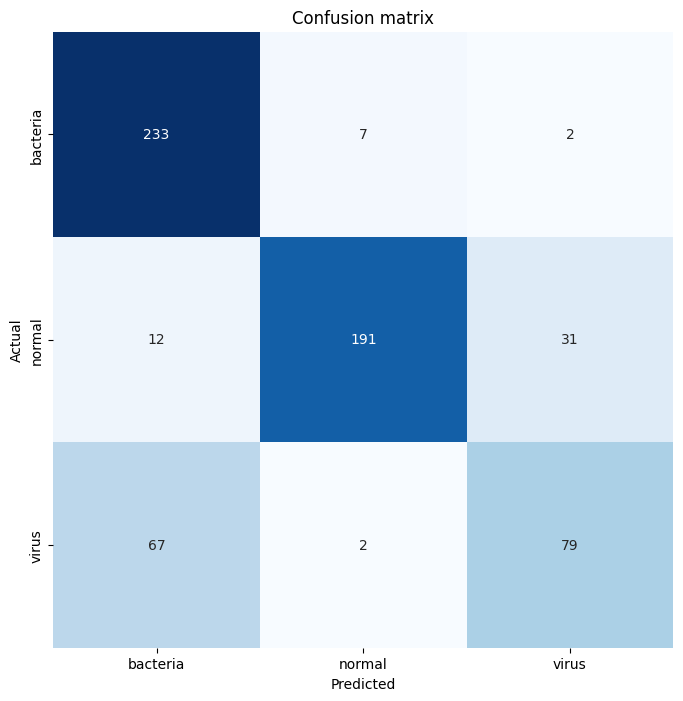 Confusion matrix
bacteria
233
7
2
Actual
normal
12
191
31
virus
67
2
79
bacteria
normal
virus
Predicted